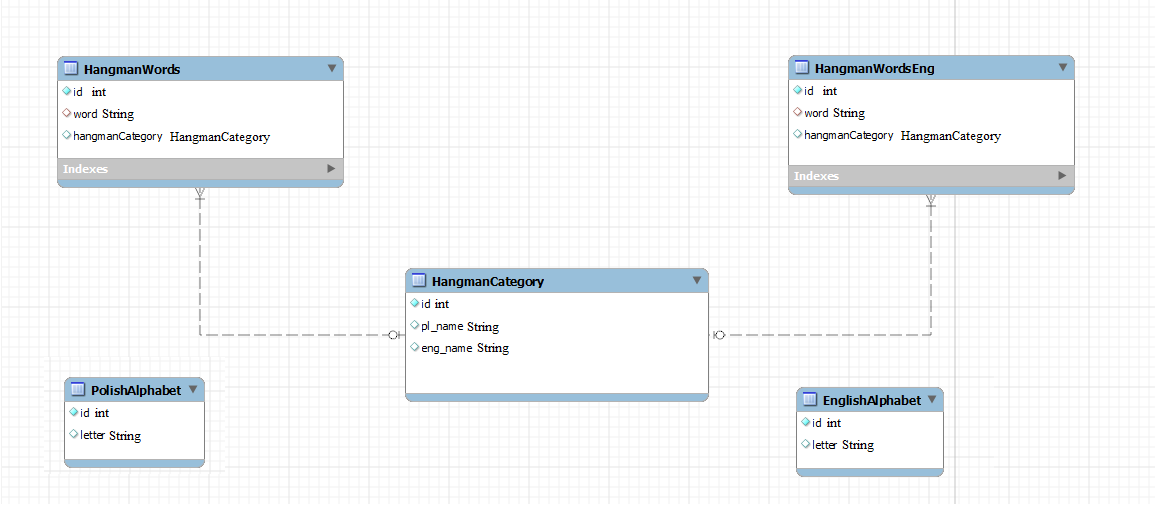 HangmanWords
id int
word String
hangmanCategory HangmanCategory
Indexes
HangmanWordsEng
id int
word String
hangmanCategory HangmanCategory
Indexes
HangmanCategory
id int
pl_name String
eng_name String
PolishAlphabet
id int
letter String
EnglishAlphabet
id int
letter String